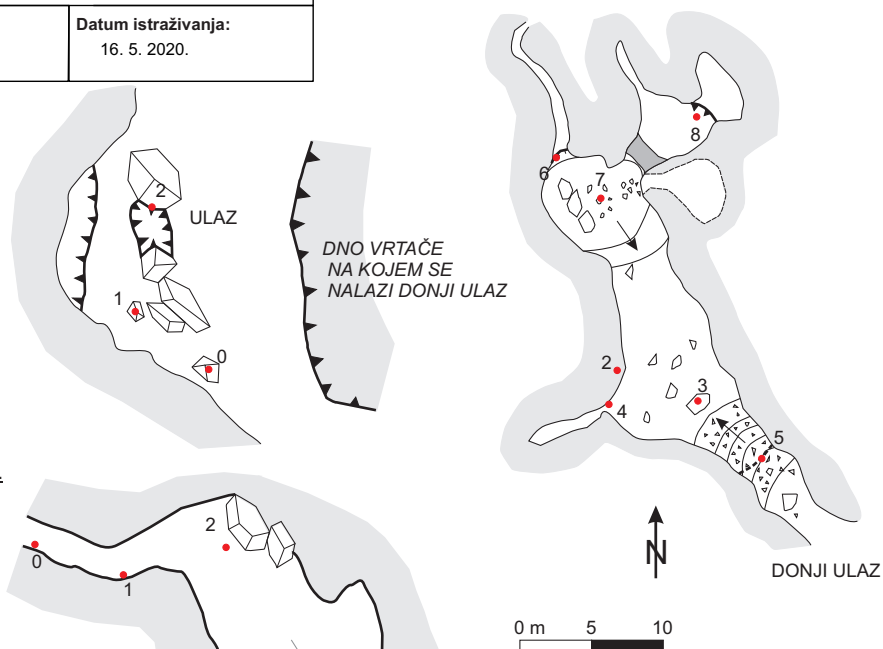 Datum istraživanja:
16. 5. 2020.
2
ULAZ
1
0
DNO VRTAČE
NA KOJEM SE
NALAZI DONJI ULAZ
6
7
8
2
3
4
5
N
DONJI ULAZ
0
1
2
0 m 5 10